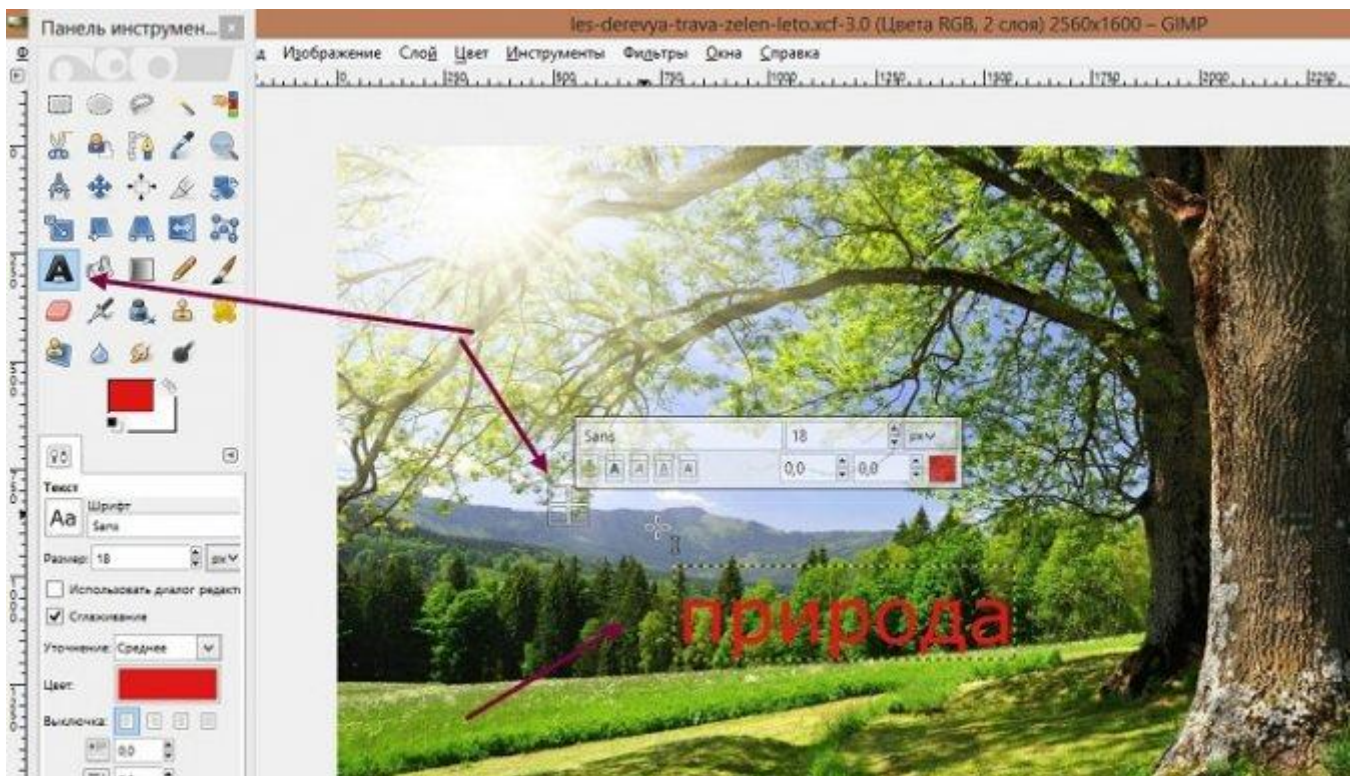 Панель инструмен...
les-derevya-trava-zelen-leto.xcf-3.0 (Цвета RGB, 2 слоя) 2560x1600 – GIMP
Изображение Слой Цвет Инструменты Фильтры Окна Справка
Sans 18 px
0,0 0,0
Текст
Шрифт
Aa Sans
Размер: 18 px
Использовать диалог редакти
Сглаживание
Уточнение: Среднее
Цвет:
Выключка:
0,0
природа